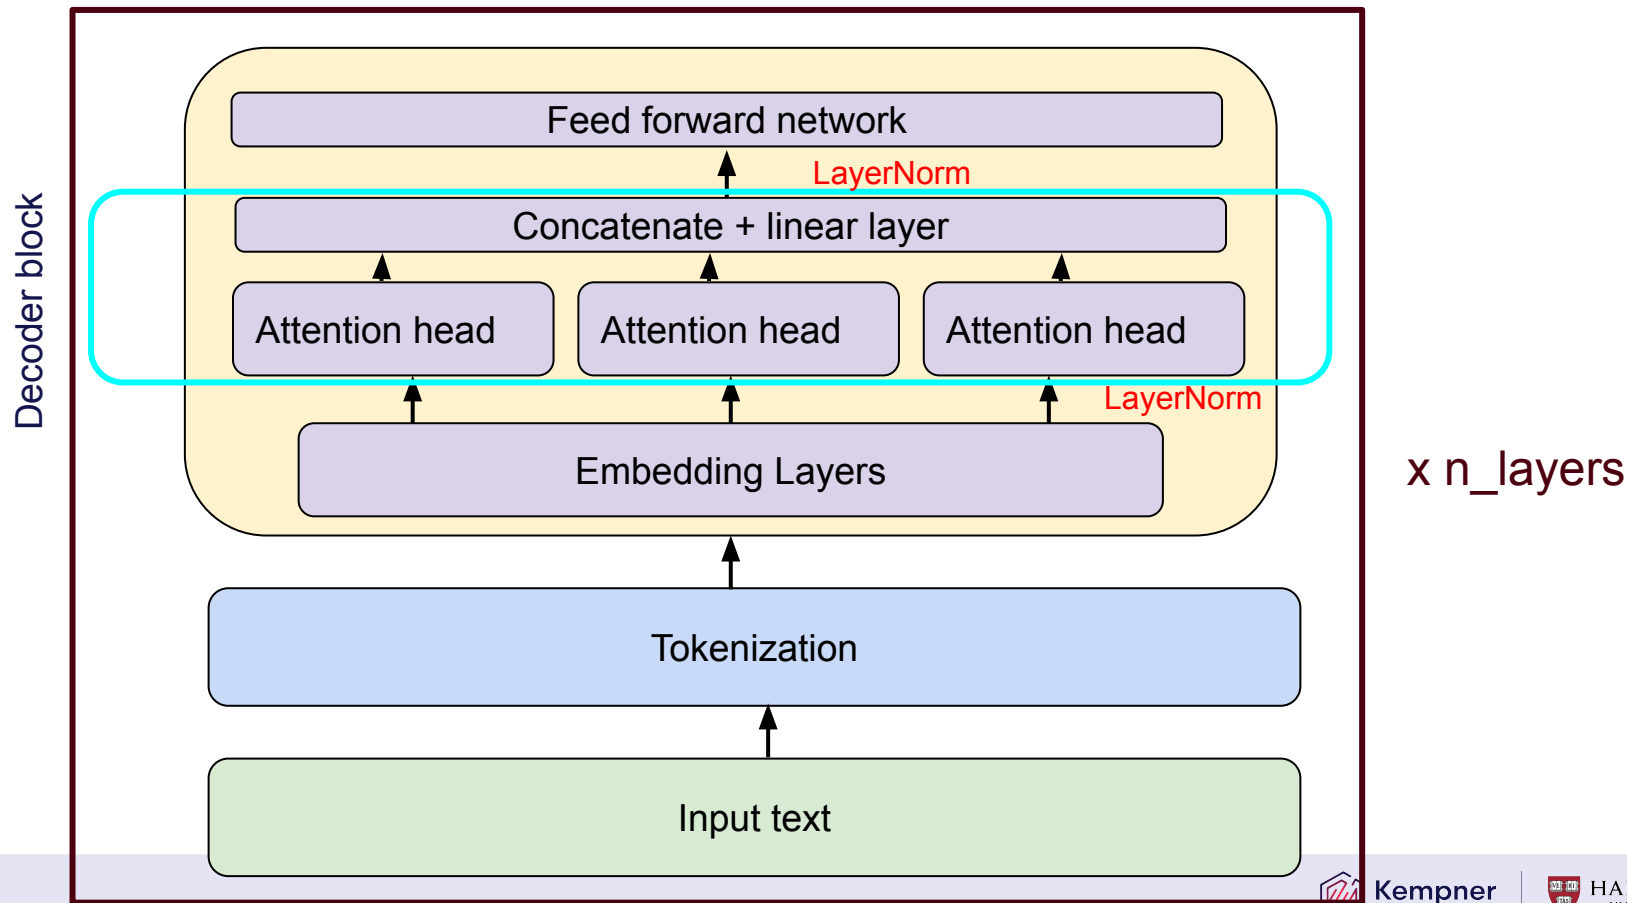 Feed forward network
LayerNorm
Concatenate + linear layer
Attention head
Attention head
Attention head
LayerNorm
Embedding Layers
Decoder block
x n_layers
Tokenization
Input text
Kempner